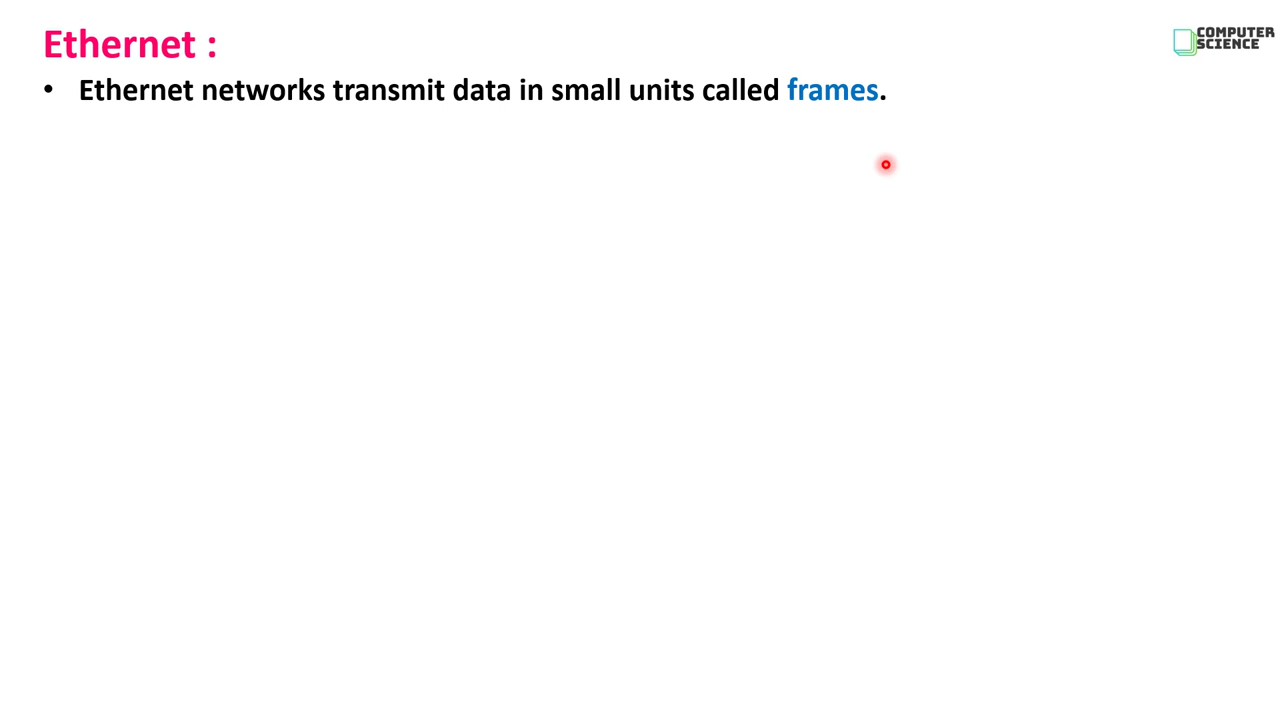 Ethernet :
COMPUTER
SCIENCE
• Ethernet networks transmit data in small units called frames.